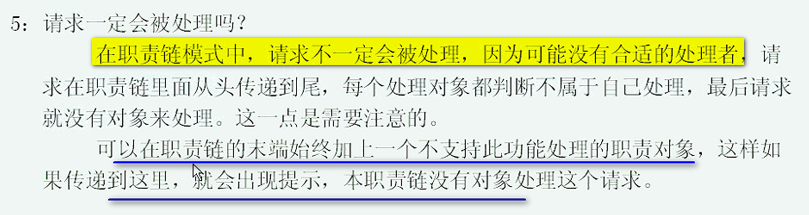 5：请求一定会被处理吗？
在职责链模式中，请求不一定会被处理，因为可能没有合适的处理者，请
求在职责链里面从头传递到尾，每个处理对象都判断不属于自己处理，最后请求
就没有对象来处理。这一点是需要注意的。
可以在职责链的末端始终加上一个不支持此功能处理的职责对象，这样如
果传递到这里，就会出现提示，本职责链没有对象处理这个请求。